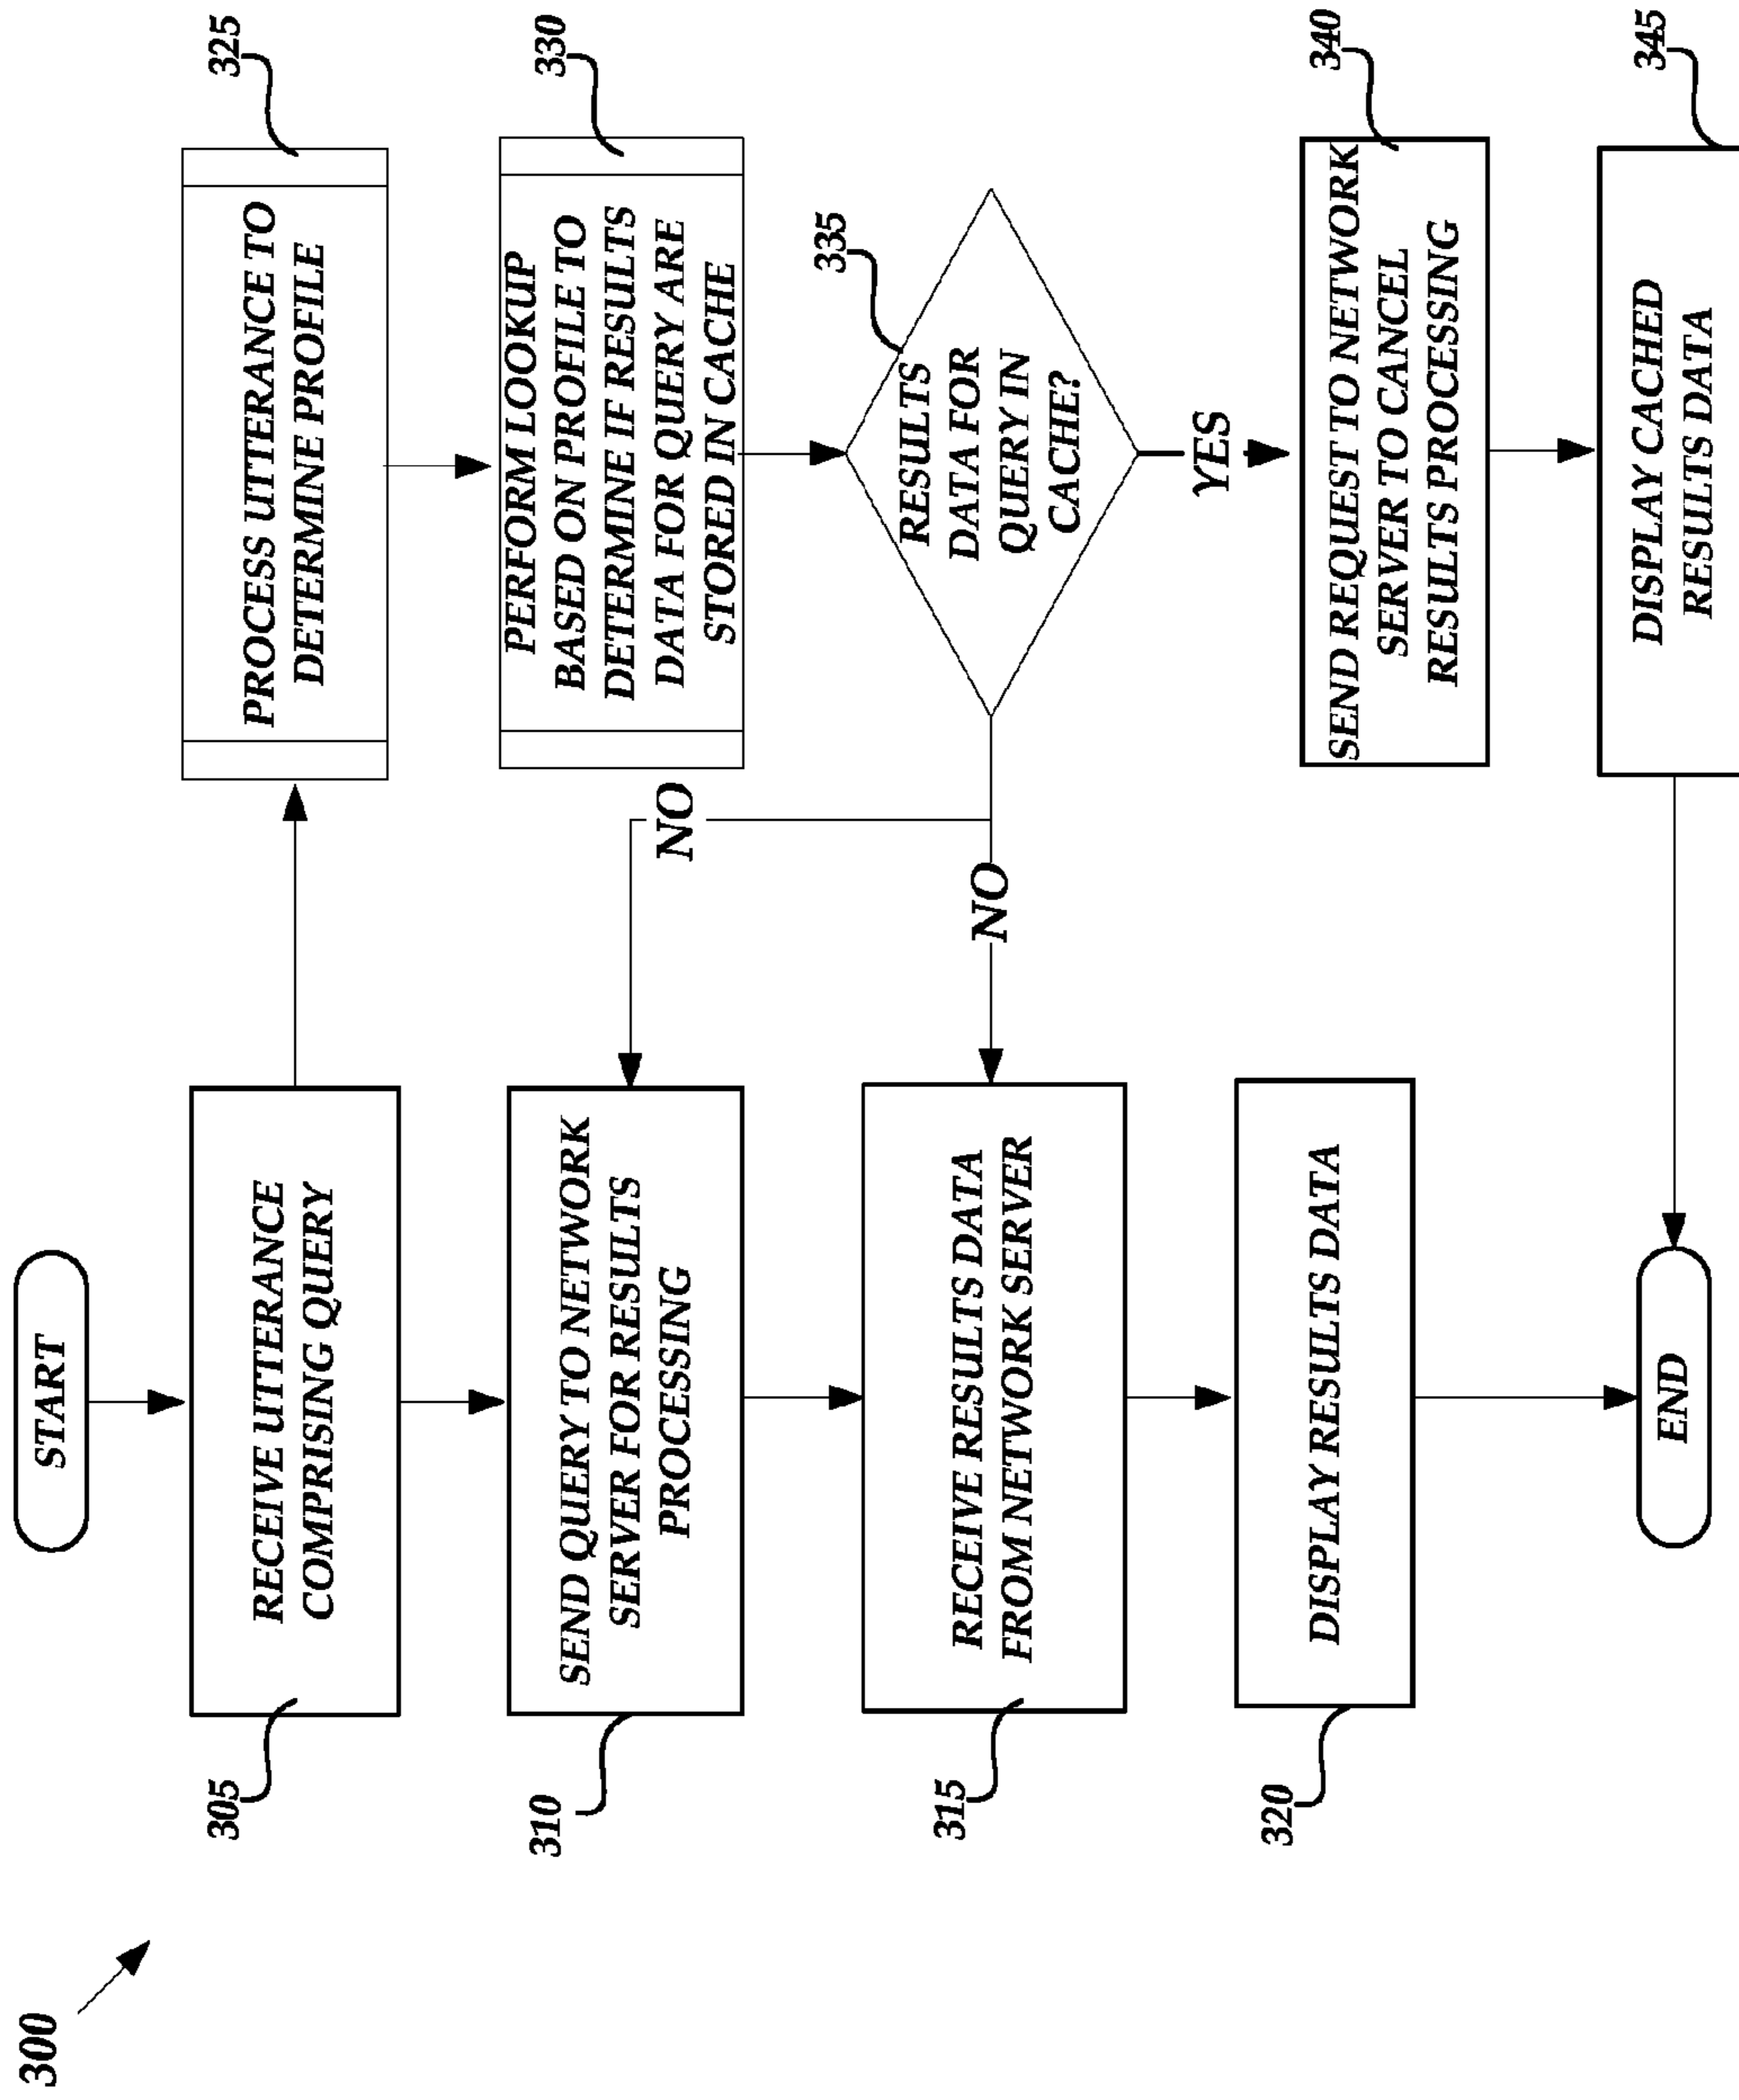 300
START
305
RECEIVE UTTERANCE
COMPRISING QUERY
325
PROCESS UTTERANCE TO
DETERMINE PROFILE
310
SEND QUERY TO NETWORK
SERVER FOR RESULTS
PROCESSING
NO
330
PERFORM LOOKUP
BASED ON PROFILE TO
DETERMINE IF RESULTS
DATA FOR QUERY ARE
STORED IN CACHE
315
RECEIVE RESULTS DATA
FROM NETWORK SERVER
NO
335
RESULTS
DATA FOR
QUERY IN
CACHE?
YES
320
DISPLAY RESULTS DATA
340
SEND REQUEST TO NETWORK
SERVER TO CANCEL
RESULTS PROCESSING
END
345
DISPLAY CACHED
RESULTS DATA